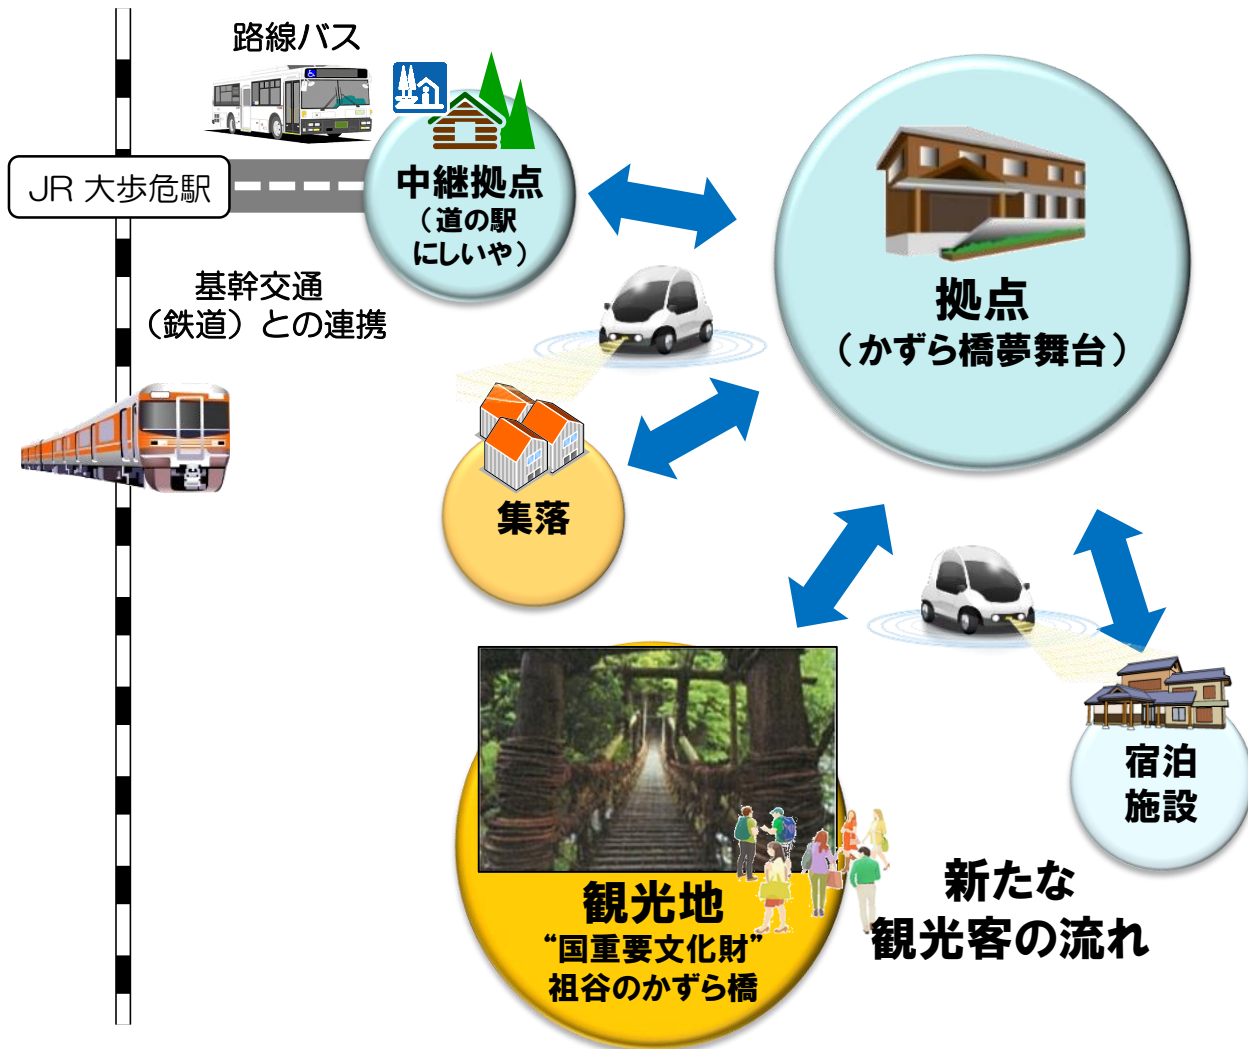 路線バス
JR 大歩危駅
中継拠点
（道の駅
にしいや）
基幹交通
（鉄道）との連携
拠点
（かずら橋夢舞台）
集落
宿泊
施設
観光地
“国重要文化財”
祖谷のかずら橋
新たな
観光客の流れ